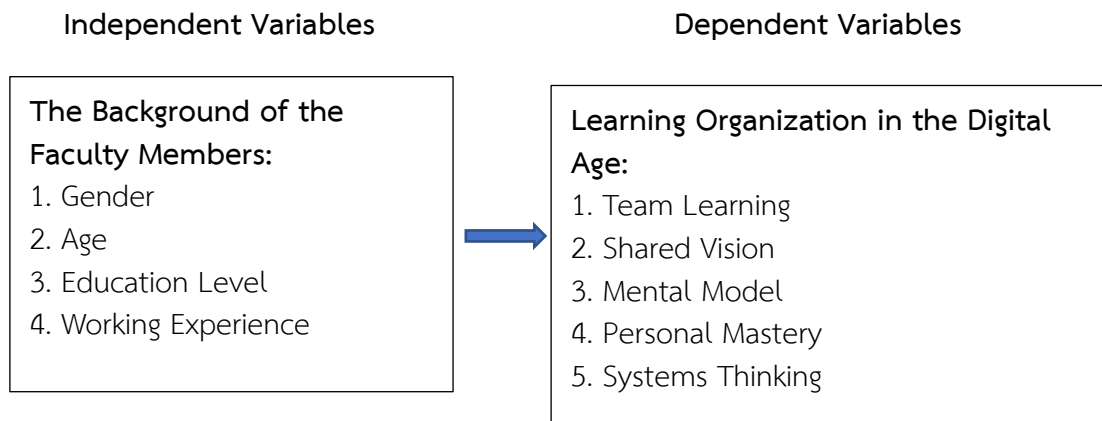 Independent Variables
Dependent Variables
The Background of the
Faculty Members:
1. Gender
2. Age
3. Education Level
4. Working Experience
Learning Organization in the Digital
Age:
1. Team Learning
2. Shared Vision
3. Mental Model
4. Personal Mastery
5. Systems Thinking